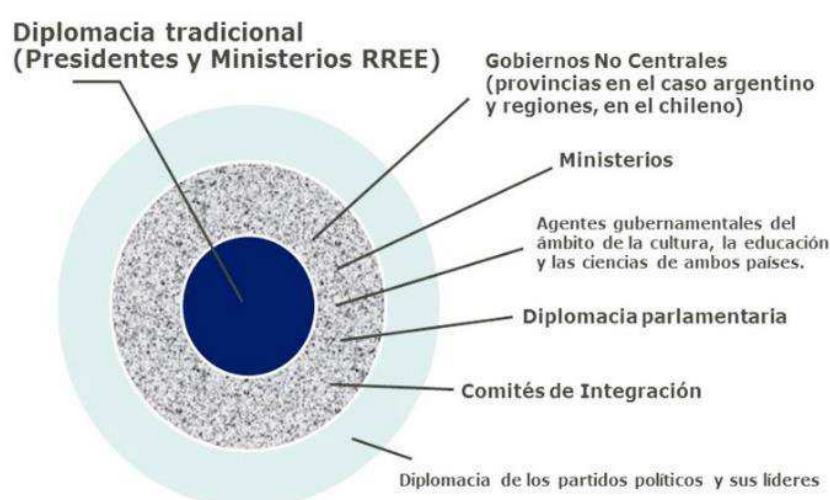 Diplomacia tradicional
(Presidentes y Ministerios RREE)
Gobiernos No Centrales
(provincias en el caso argentino
y regiones, en el chileno)
Ministerios
Agentes gubernamentales del
ámbito de la cultura, la educación
y las ciencias de ambos países.
Diplomacia parlamentaria
Comités de Integración
Diplomacia de los partidos políticos y sus líderes